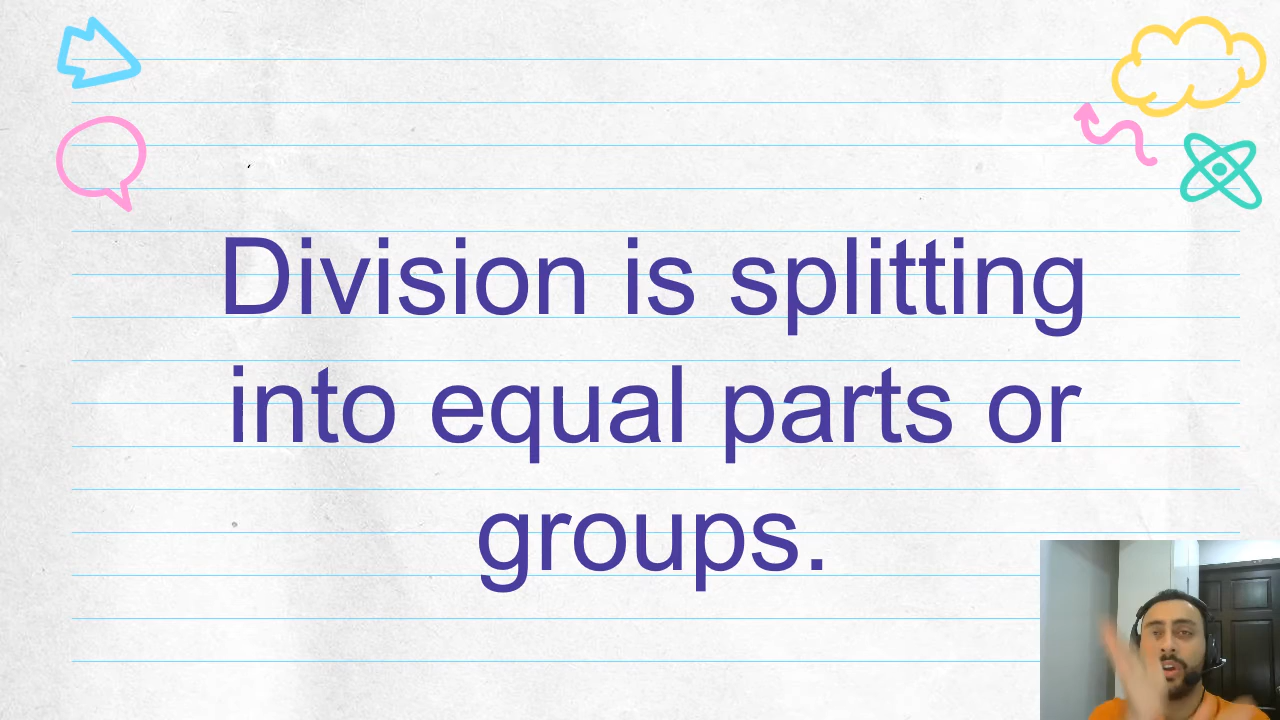 Division is splitting
into equal parts or
groups.